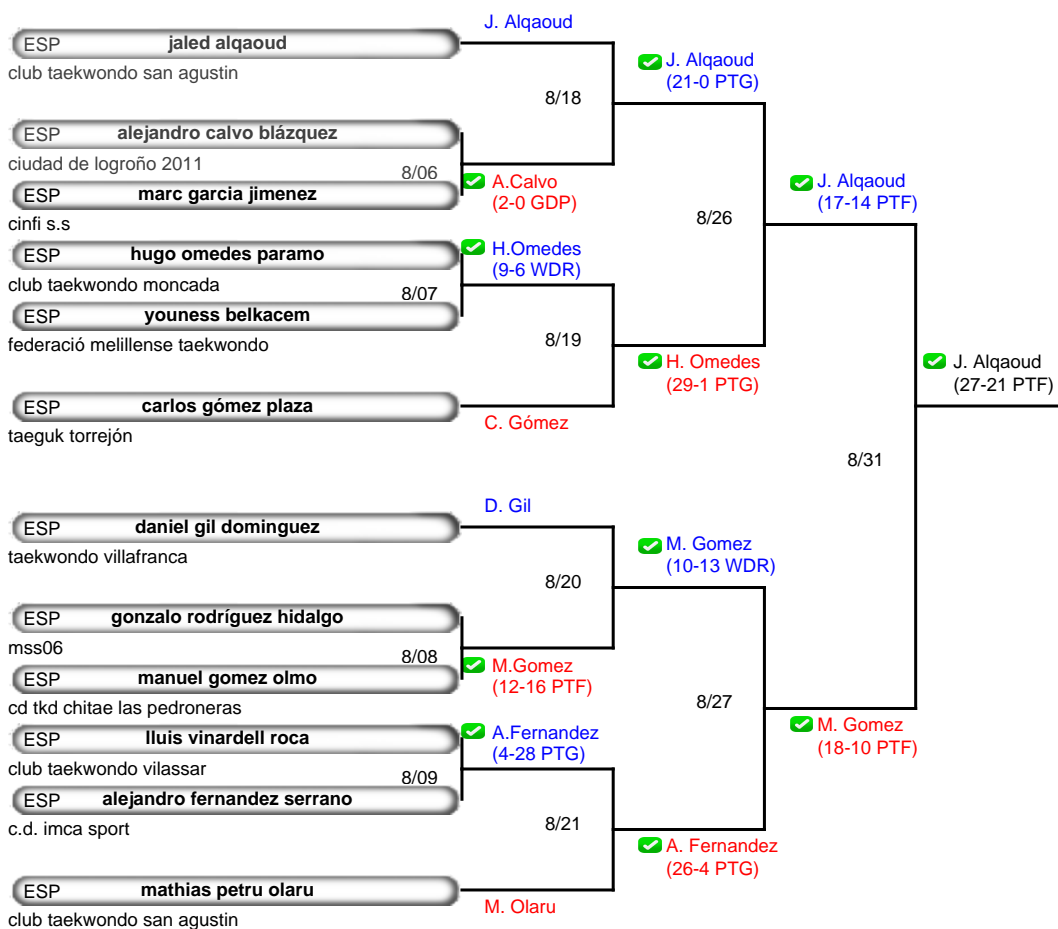 J. Alqaoud
ESP jaled alqaoud
club taekwondo san agustin
J. Alqaoud
(21-0 PTG)
8/18
ESP alejandro calvo blázquez
ciudad de logroño 2011
8/06
ESP marc garcia jimenez
cinfi s.s
A.Calvo
(2-0 GDP)
J. Alqaoud
(17-14 PTF)
8/26
ESP hugo omedes paramo
club taekwondo moncada
H.Omedes
(9-6 WDR)
8/07
ESP youness belkacem
federació melillense taekwondo
8/19
H. Omedes
(29-1 PTG)
J. Alqaoud
(27-21 PTF)
ESP carlos gómez plaza
taeguk torrejón
C. Gómez
8/31
D. Gil
ESP daniel gil dominguez
taekwondo villafranca
M. Gomez
(10-13 WDR)
8/20
ESP gonzalo rodríguez hidalgo
mss06
8/08
ESP manuel gomez olmo
cd tkd chitae las pedroneras
M.Gomez
(12-16 PTF)
8/27
M. Gomez
(18-10 PTF)
ESP lluis vinardell roca
club taekwondo vilassar
A.Fernandez
(4-28 PTG)
8/09
ESP alejandro fernandez serrano
c.d. imca sport
8/21
A. Fernandez
(26-4 PTG)
ESP mathias petru olaru
club taekwondo san agustin
M. Olaru